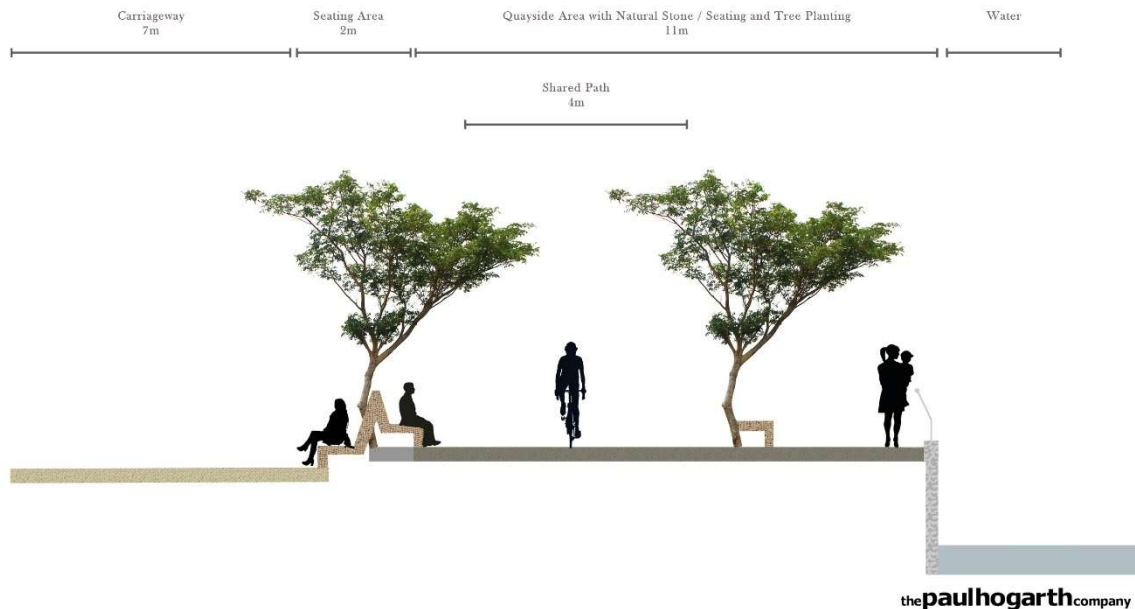 Carriageway
7m
Seating Area
2m
Quayside Area with Natural Stone / Seating and Tree Planting
11m
Water
Shared Path
4m
thepaulhogarthcompany